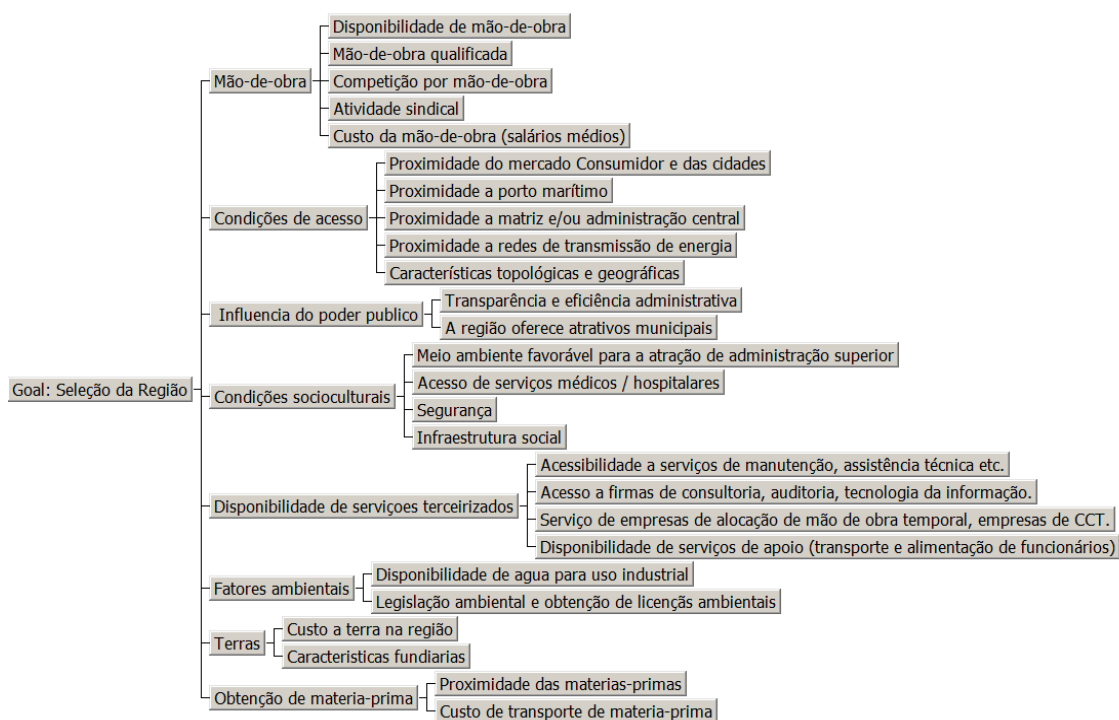 Goal: Seleção da Região
Mão-de-obra
Disponibilidade de mão-de-obra
Mão-de-obra qualificada
Competição por mão-de-obra
Atividade sindical
Custo da mão-de-obra (salários médios)
Condições de acesso
Proximidade do mercado Consumidor e das cidades
Proximidade a porto marítimo
Proximidade a matriz e/ou administração central
Proximidade a redes de transmissão de energia
Características topológicas e geográficas
Influencia do poder publico
Transparência e eficiência administrativa
A região oferece atrativos municipais
Condições socioculturais
Meio ambiente favorável para a atração de administração superior
Acesso de serviços médicos / hospitalares
Segurança
Infraestrutura social
Disponibilidade de serviçoes terceirizados
Acessibilidade a serviços de manutenção, assistência técnica etc.
Acesso a firmas de consultoria, auditoria, tecnologia da informação.
Serviço de empresas de alocação de mão de obra temporal, empresas de CCT.
Disponibilidade de serviços de apoio (transporte e alimentação de funcionários)
Fatores ambientais
Disponibilidade de agua para uso industrial
Legislação ambiental e obtenção de licençãs ambientais
Terras
Custo a terra na região
Caracteristicas fundiarias
Obtenção de materia-prima
Proximidade das materias-primas
Custo de transporte de materia-prima